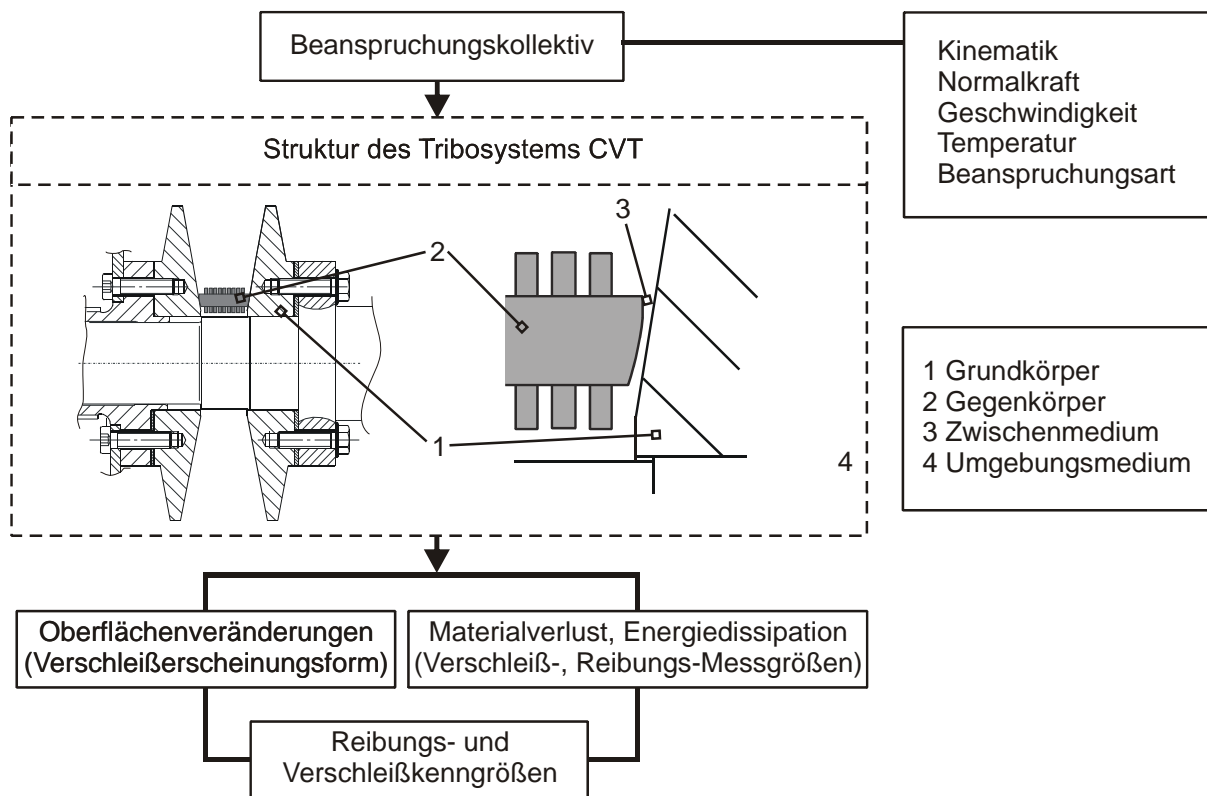 Beanspruchungskollektiv
Kinematik
Normalkraft
Geschwindigkeit
Temperatur
Beanspruchungsart
Struktur des Tribosystems CVT
2
3
1
4
1 Grundkörper
2 Gegenkörper
3 Zwischenmedium
4 Umgebungsmedium
Oberflächenveränderungen
(Verschleißerscheinungsform)
Materialverlust, Energiedissipation
(Verschleiß-, Reibungs-Messgrößen)
Reibungs- und
Verschleißkenngrößen